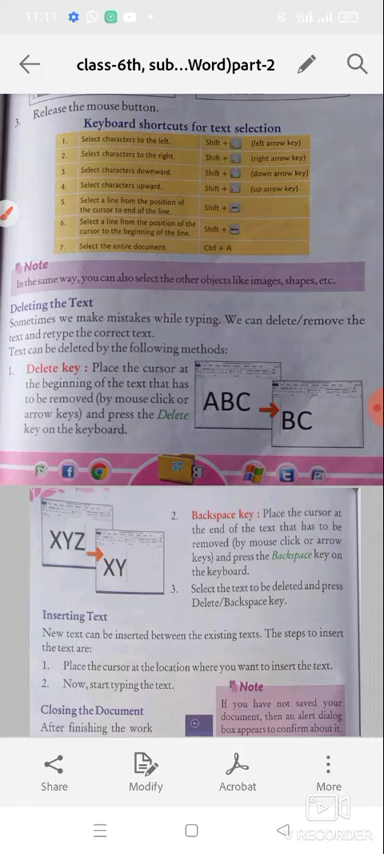 11:11
class-6th, sub...Word)part-2
3. Release the mouse button.
Keyboard shortcuts for text selection
1. Select characters to the left. Shift + (left arrow key)
2. Select characters to the right. Shift + (right arrow key)
3. Select characters downward. Shift + (down arrow key)
4. Select characters upward. Shift + (up arrow key)
5. Select a line from the position of
the cursor to end of the line. Shift +
6. Select a line from the position of the
cursor to the beginning of the line. Shift +
7. Select the entire document. Ctrl + A
Note
In the same way, you can also select the other objects like images, shapes, etc.
Deleting the Text
Sometimes we make mistakes while typing. We can delete/remove the
text and retype the correct text.
Text can be deleted by the following methods:
1. Delete key : Place the cursor at
the beginning of the text that has
to be removed (by mouse click or
arrow keys) and press the Delete
key on the keyboard.
ABC
BC
57
XYZ
XY
2. Backspace key : Place the cursor at
the end of the text that has to be
removed (by mouse click or arrow
keys) and press the Backspace key on
the keyboard.
3. Select the text to be deleted and press
Delete/Backspace key.
Inserting Text
New text can be inserted between the existing texts. The steps to insert
the text are:
1. Place the cursor at the location where you want to insert the text.
2. Now, start typing the text.
Closing the Document
After finishing the work
Note
If you have not saved your
document, then an alert dialog
box appears to confirm about it.
Share Modify Acrobat More
RECORDER